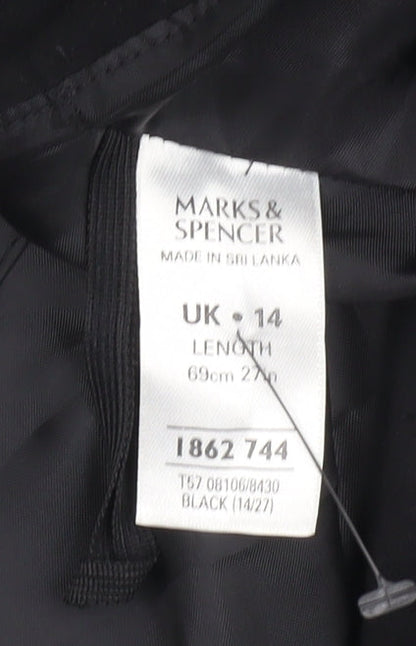 MARKS &
SPENCER
MADE IN SRI LANKA
UK • 14
LENGTH
69cm 27in
1862 744
T57 08106/8430
BLACK (14/27)